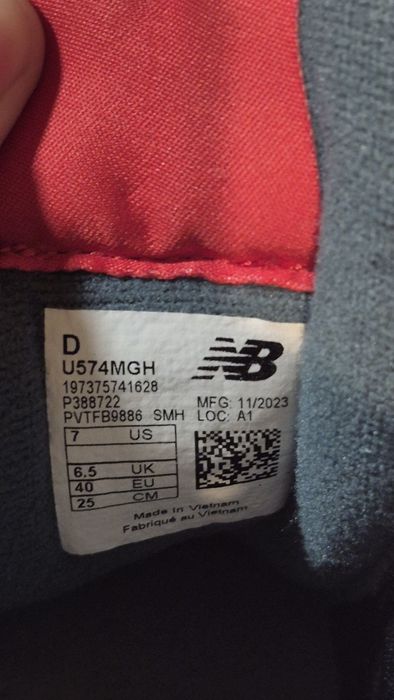 D
U574MGH
197375741628
P388722 MFG: 11/2023
PVTFB9886 SMH LOC: A1
NB
7 US
6.5 UK
40 EU
25 CM
Made in Vietnam
Fabriqué au Vietnam